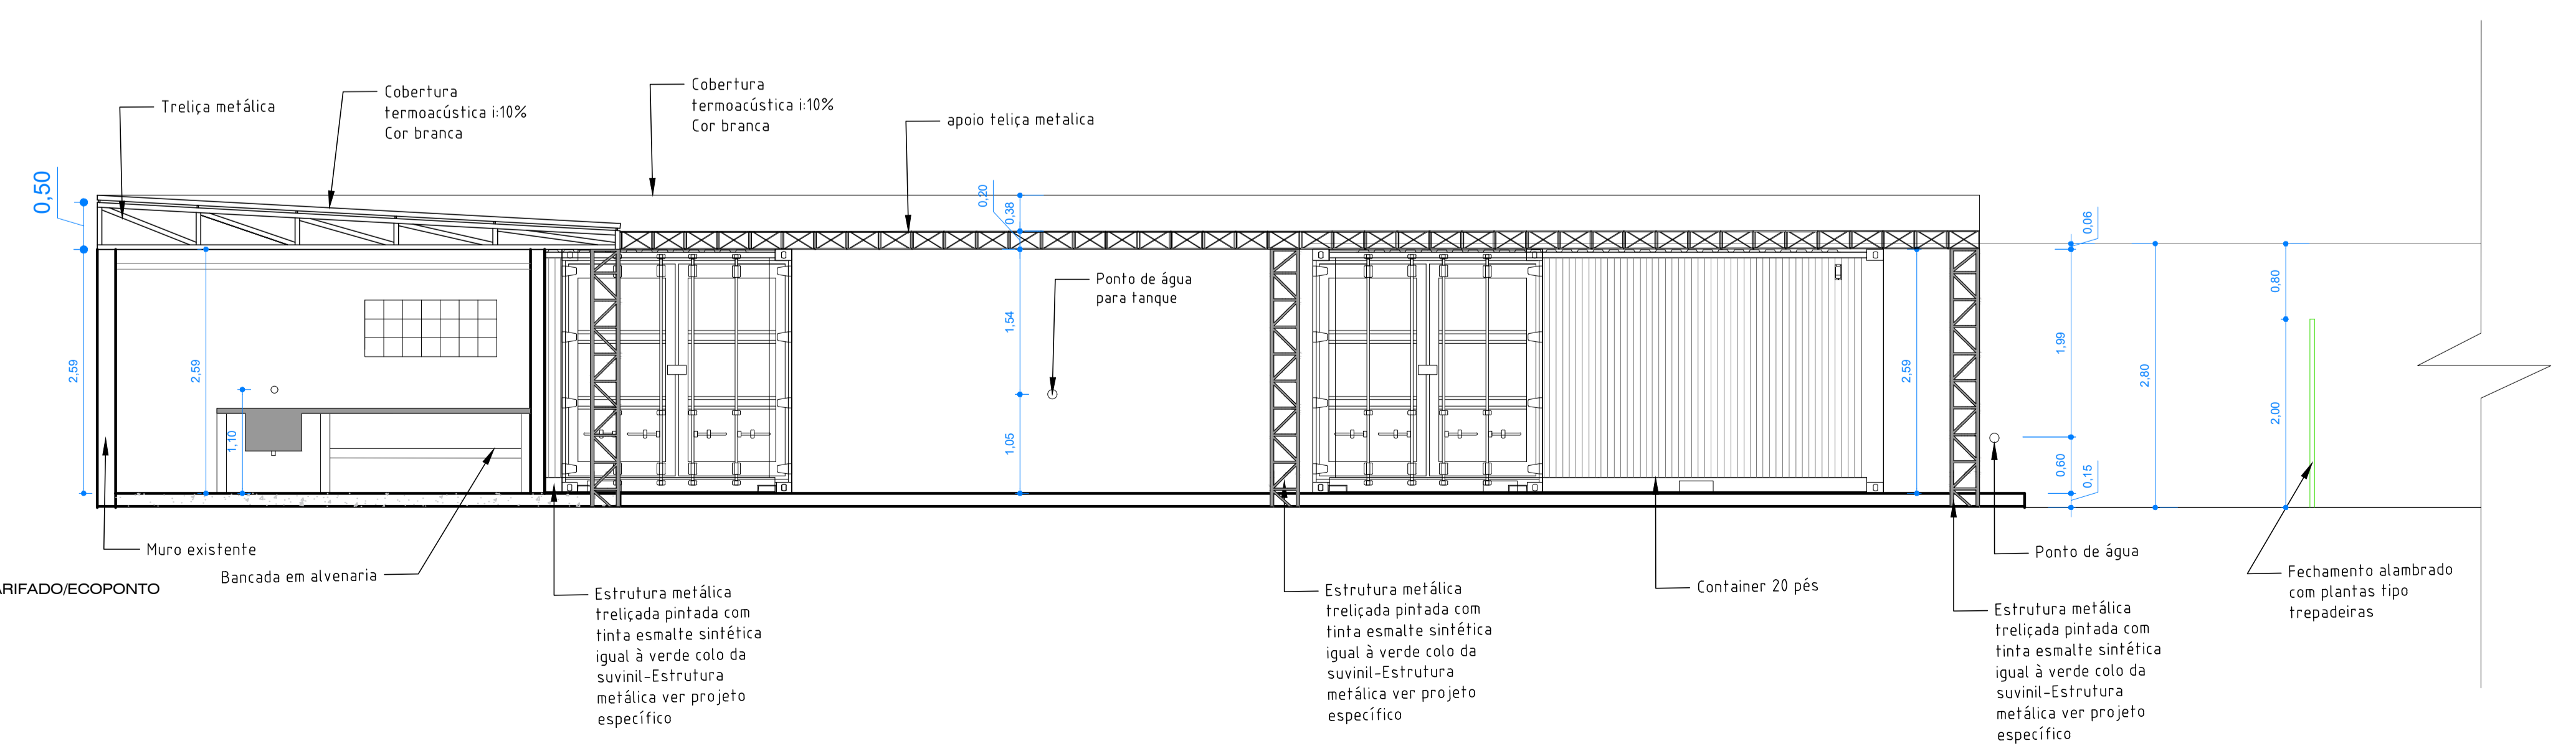 Treliça metálica
Cobertura
termoacústica i:10%
Cor branca
Cobertura
termoacústica i:10%
Cor branca
apoio teliça metalica
0,50
0,20
0,38
0,06
Ponto de água
para tanque
2,59
2,59
1,10
1,54
1,05
2,59
1,99
0,60
0,15
2,80
0,80
2,00
Muro existente
Bancada em alvenaria
ARIFADO/ECOPONTO
Estrutura metálica
treliçada pintada com
tinta esmalte sintética
igual à verde colo da
suvinil-Estrutura
metálica ver projeto
específico
Estrutura metálica
treliçada pintada com
tinta esmalte sintética
igual à verde colo da
suvinil-Estrutura
metálica ver projeto
específico
Container 20 pés
Ponto de água
Estrutura metálica
treliçada pintada com
tinta esmalte sintética
igual à verde colo da
suvinil-Estrutura
metálica ver projeto
específico
Fechamento alambrado
com plantas tipo
trepadeiras